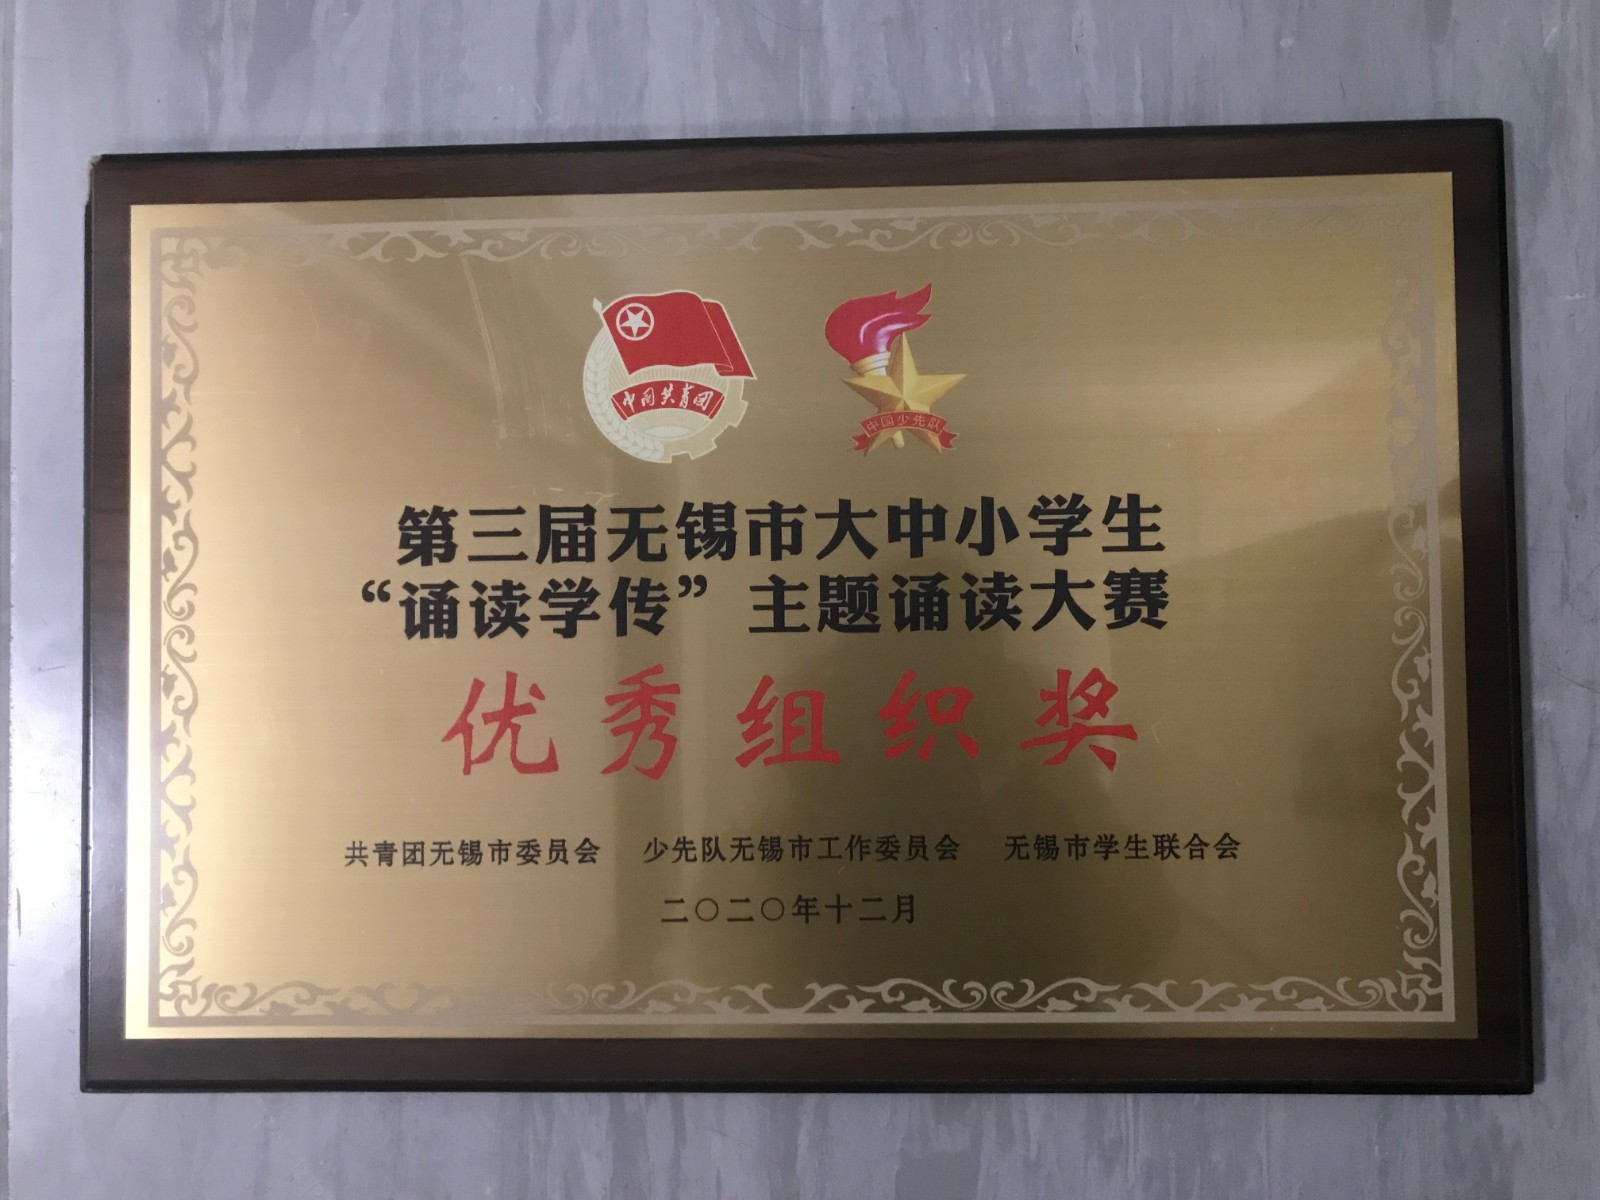 中国共青团
中国少先队
第三届无锡市大中小学生
“诵读学传”主题诵读大赛
优秀组织奖
共青团无锡市委员会 少先队无锡市工作委员会 无锡市学生联合会
二〇二〇年十二月